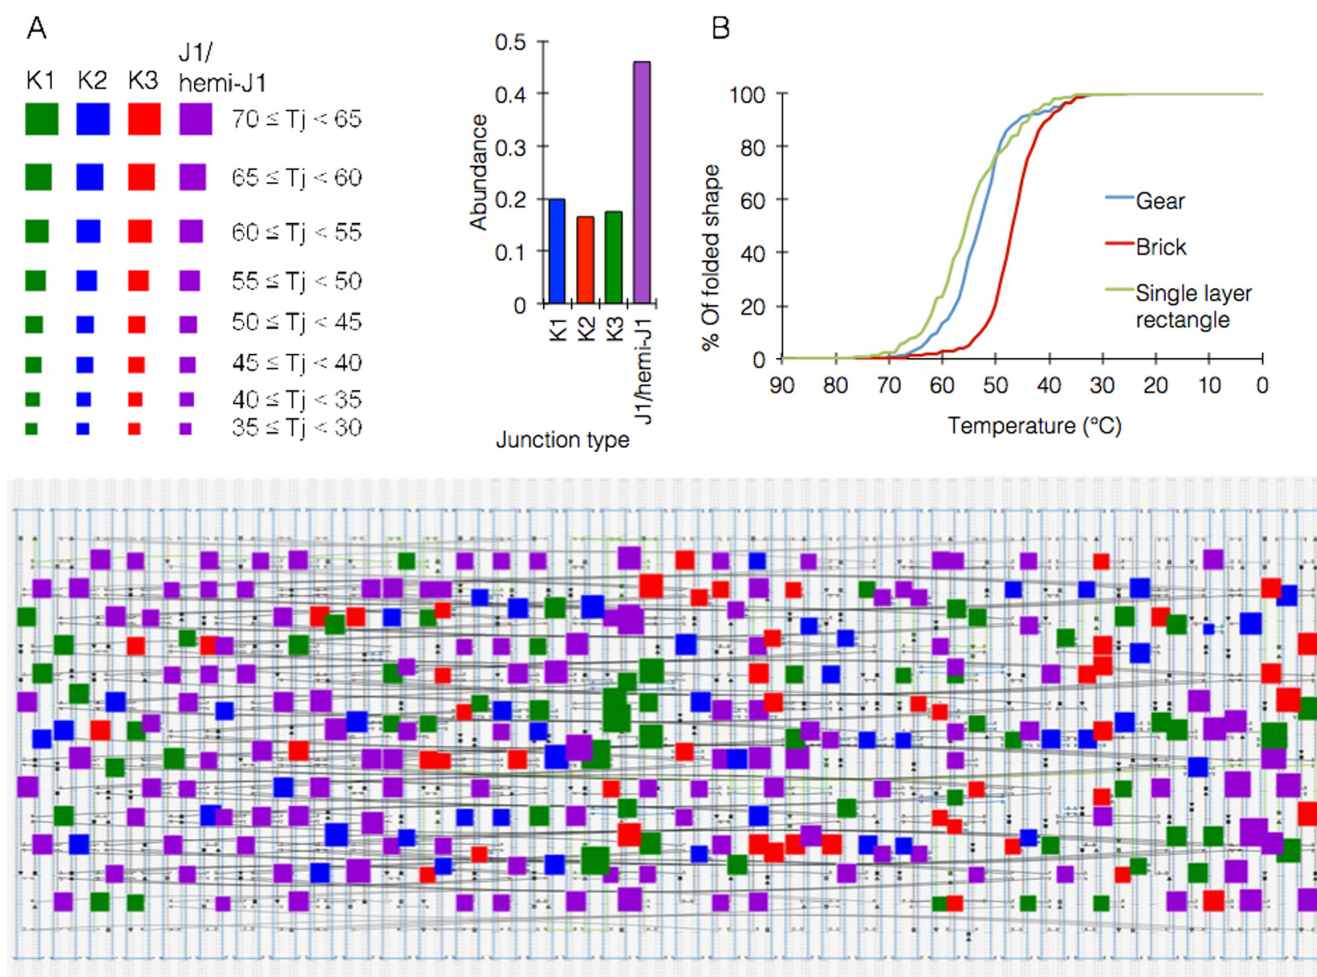 A
K1 K2 K3 J1/
hemi-J1
70 ≤ Tj < 65
65 ≤ Tj < 60
60 ≤ Tj < 55
55 ≤ Tj < 50
50 ≤ Tj < 45
45 ≤ Tj < 40
40 ≤ Tj < 35
35 ≤ Tj < 30
Abundance
0.5
0.4
0.3
0.2
0.1
0
K1
K2
K3
J1/hemi-J1
Junction type
B
% Of folded shape
100
80
60
40
20
0
90 80 70 60 50 40 30 20 10 0
Temperature (°C)
Gear
Brick
Single layer
rectangle